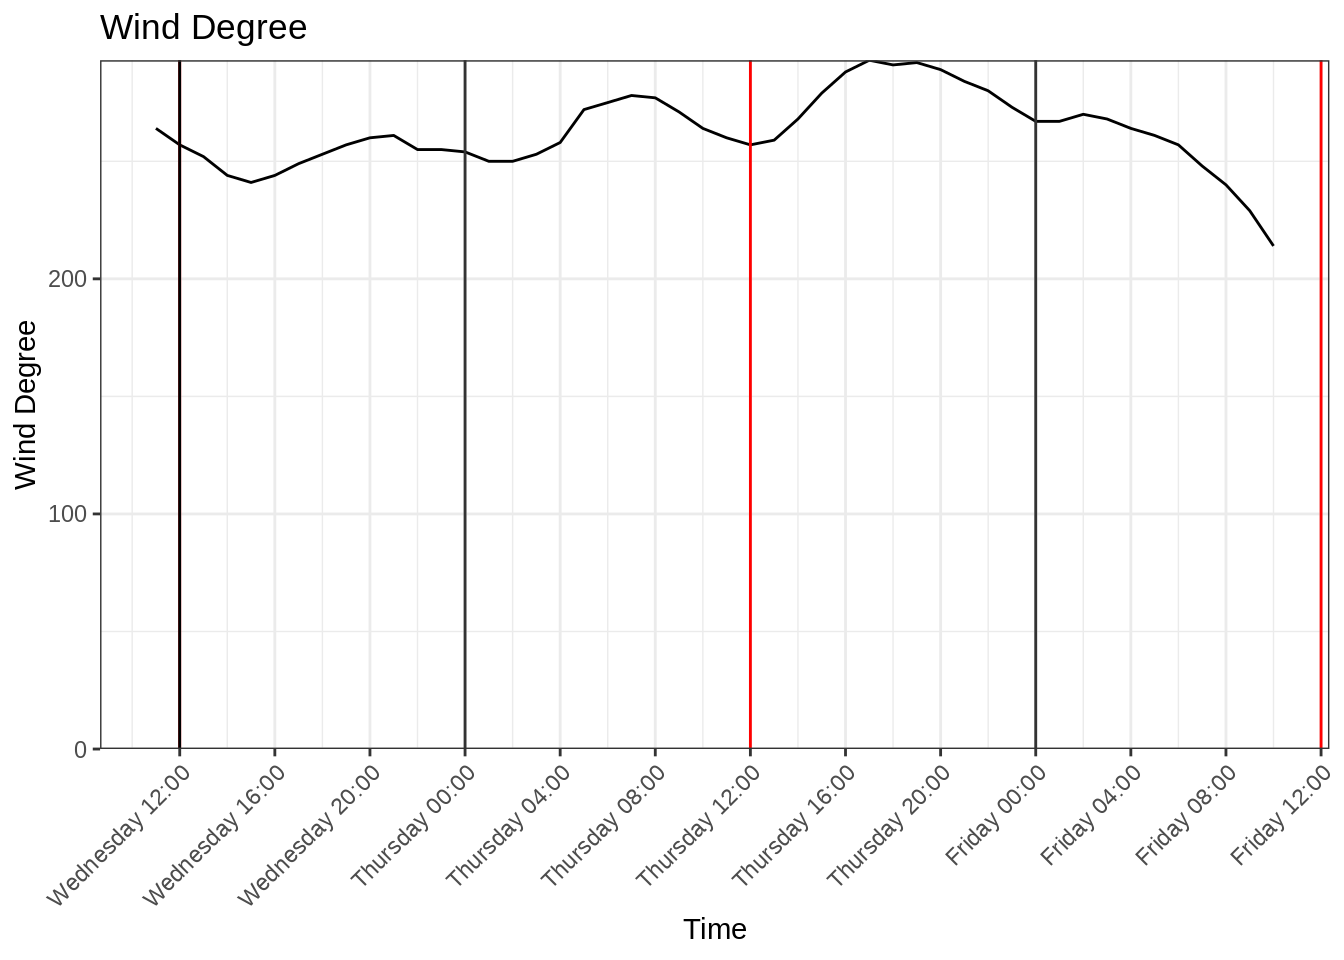 Wind Degree
Wind Degree
200
100
0
Wednesday 12:00
Wednesday 16:00
Wednesday 20:00
Thursday 00:00
Thursday 04:00
Thursday 08:00
Thursday 12:00
Thursday 16:00
Thursday 20:00
Friday 00:00
Friday 04:00
Friday 08:00
Friday 12:00
Time